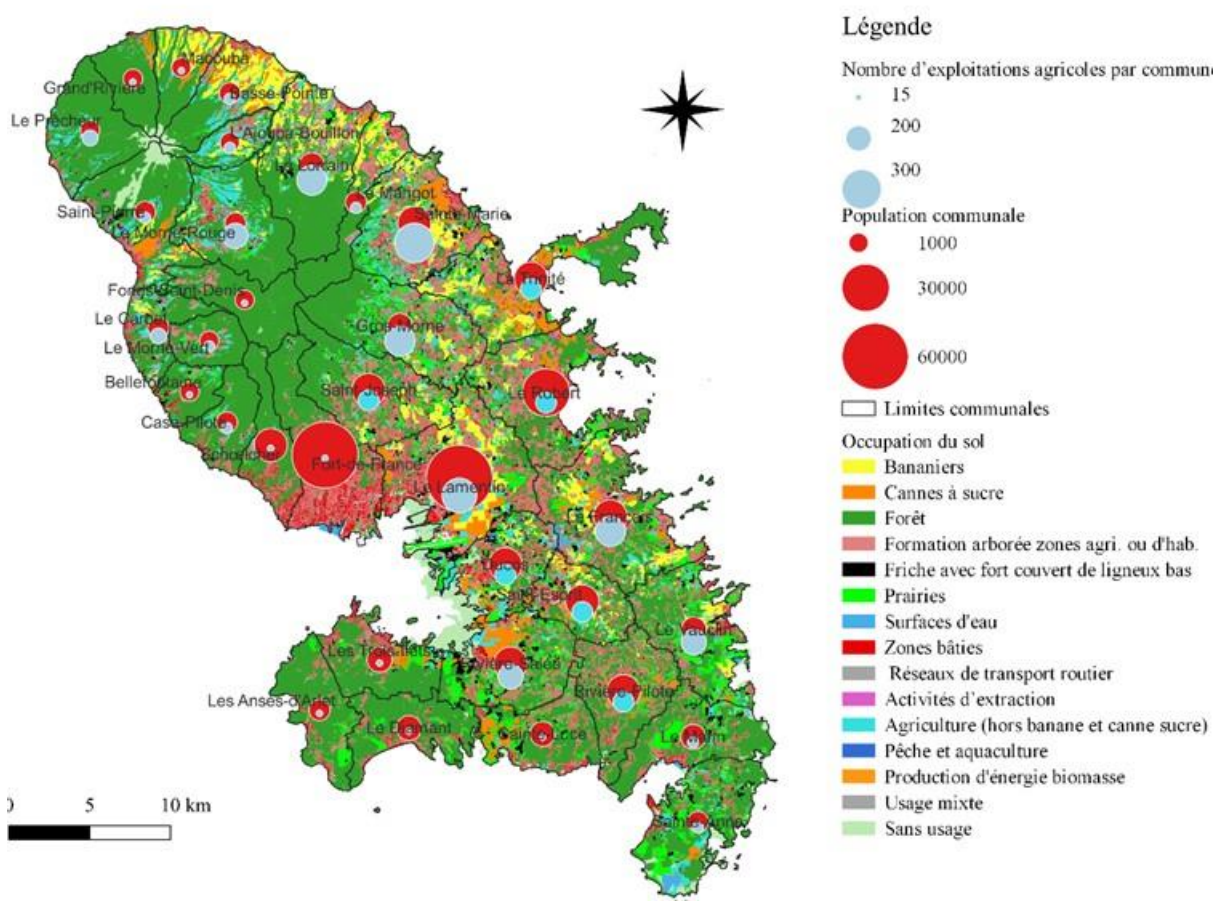 Légende
Nombre d'exploitations agricoles par commun
15
200
300
Population communale
1000
30000
60000
Limites communales
Occupation du sol
Bananiers
Cannes à sucre
Forêt
Formation arborée zones agri. ou d'hab.
Friche avec fort couvert de ligneux bas
Prairies
Surfaces d'eau
Zones bâties
Réseaux de transport routier
Activités d'extraction
Agriculture (hors banane et canne sucre)
Pêche et aquaculture
Production d'énergie biomasse
Usage mixte
Sans usage
Macouba
Grand'Rivière
Basse-Pointe
Le Prêcheur
L'Ajoupa-Bouillon
Le Lorrain
Le Marigot
Saint-Pierre
Sainte-Marie
Le Morne-Rouge
La Trinité
Fonds-Saint-Denis
Le Carbet
Gros-Morne
Le Morne-Vert
Bellefontaine
Saint-Joseph
Le Robert
Case-Pilote
Schoelcher
Fort-de-France
Le Lamentin
Le François
Ducos
Saint-Esprit
Le Vauclin
Les Trois-Îlets
Rivière-Salée
Rivière-Pilote
Les Anses-d'Arlet
Le Diamant
Sainte-Luce
Le Marin
Sainte-Anne
0 5 10 km